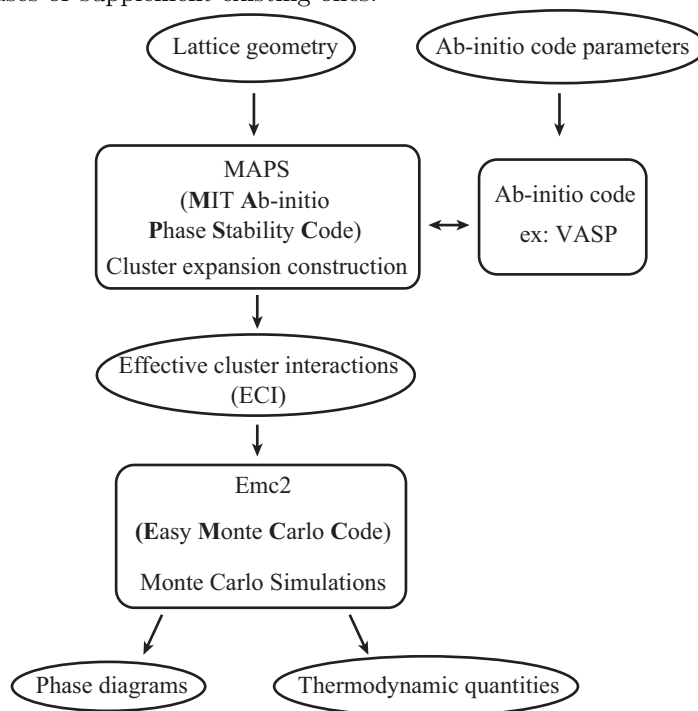 Lattice geometry
Ab-initio code parameters
MAPS
(MIT Ab-initio
Phase Stability Code)
Cluster expansion construction
Ab-initio code
ex: VASP
Effective cluster interactions
(ECI)
Emc2
(Easy Monte Carlo Code)
Monte Carlo Simulations
Phase diagrams
Thermodynamic quantities